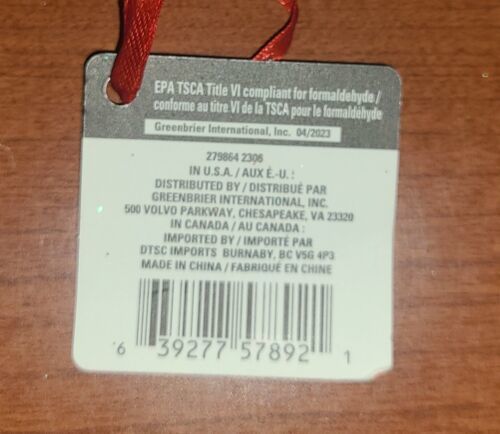 EPA TSCA Title VI compliant for formaldehyde /
conforme au titre VI de la TSCA pour le formaldéhyde
Greenbrier International, Inc. 04/2023
279864 2306
IN U.S.A. / AUX É.-U. :
DISTRIBUTED BY / DISTRIBUÉ PAR
GREENBRIER INTERNATIONAL, INC.
500 VOLVO PARKWAY, CHESAPEAKE, VA 23320
IN CANADA / AU CANADA :
IMPORTED BY / IMPORTÉ PAR
DTSC IMPORTS BURNABY, BC V5G 4P3
MADE IN CHINA / FABRIQUÉ EN CHINE
6 39277 57892 1